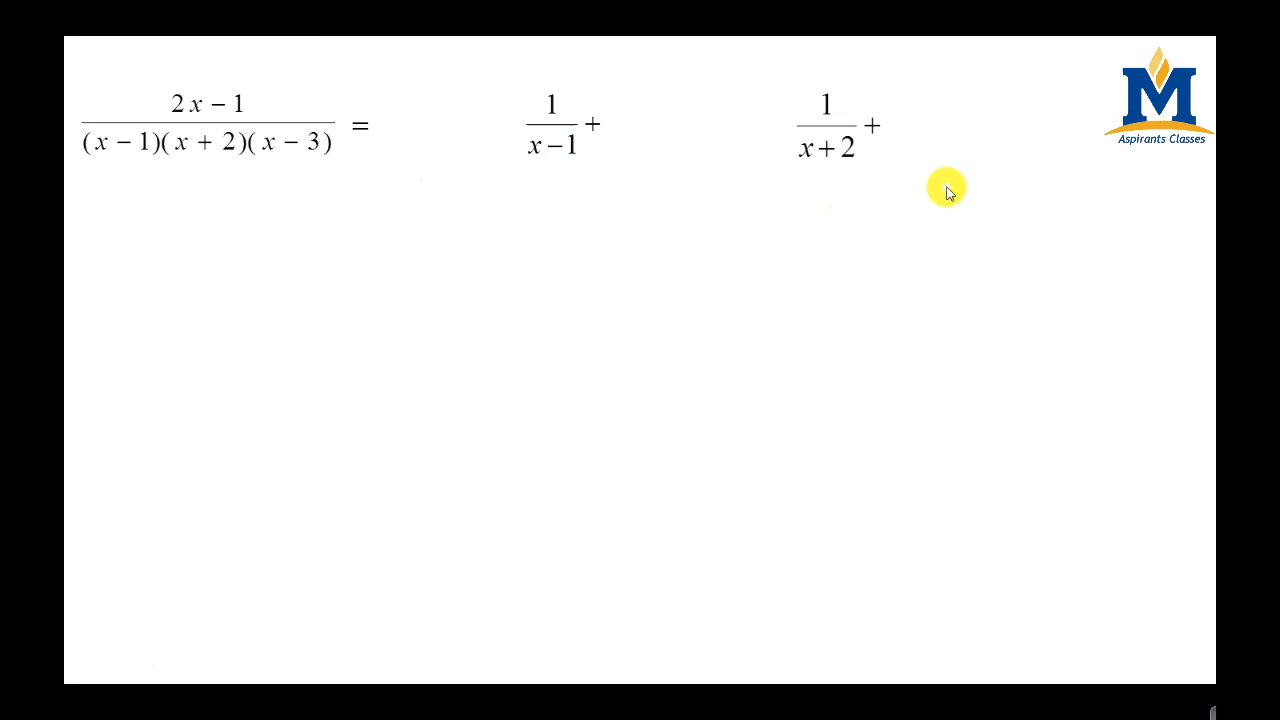 2x − 1
(x − 1)(x + 2)(x − 3)
=
1
x−1
+
1
x+2
+
M
Aspirants Classes